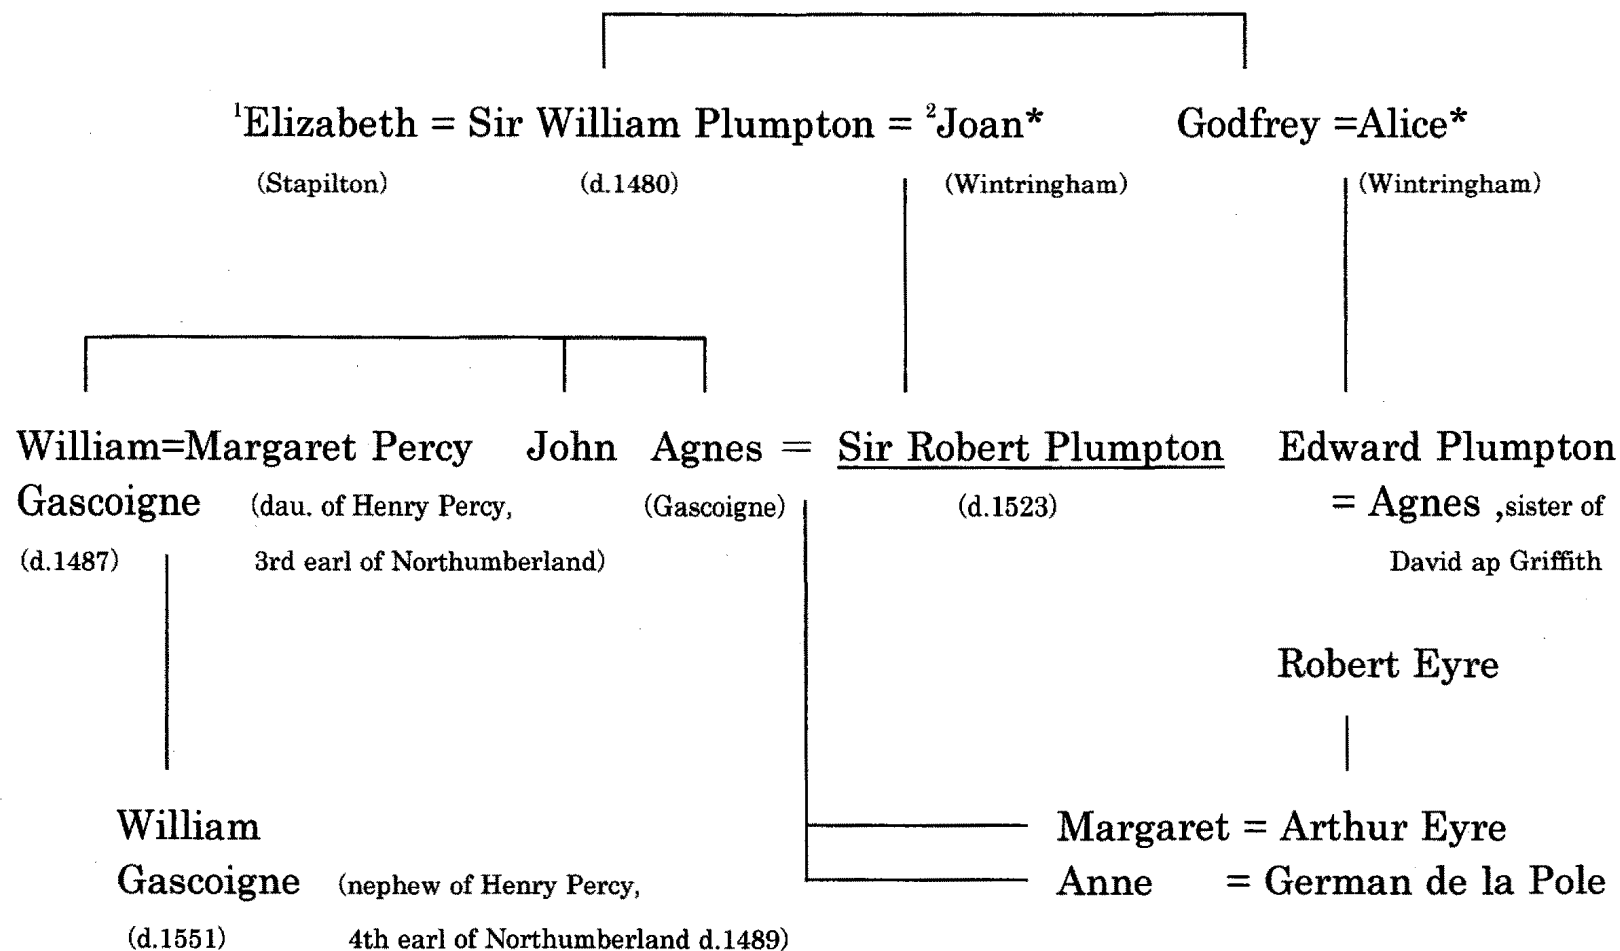 ¹Elizabeth = Sir William Plumpton = ²Joan* Godfrey =Alice*
(Stapilton) (d.1480) (Wintringham) (Wintringham)
William=Margaret Percy John Agnes = Sir Robert Plumpton Edward Plumpton
Gascoigne (dau. of Henry Percy, (Gascoigne) (d.1523) = Agnes ,sister of
(d.1487) 3rd earl of Northumberland) David ap Griffith
Robert Eyre
William Margaret = Arthur Eyre
Gascoigne (nephew of Henry Percy, Anne = German de la Pole
(d.1551) 4th earl of Northumberland d.1489)